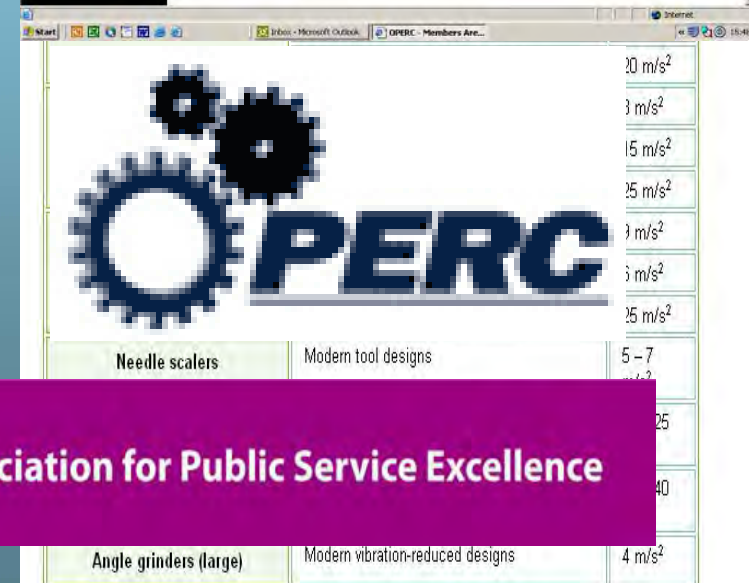 Internet
Start
Inbox - Microsoft Outlook
OPERC - Members Are...
15:48
20 m/s²
m/s²
15 m/s²
25 m/s²
m/s²
m/s²
25 m/s²
OPERC
Needle scalers
Modern tool designs
5 – 7
25
ciation for Public Service Excellence
40
Angle grinders (large)
Modern vibration-reduced designs
4 m/s²